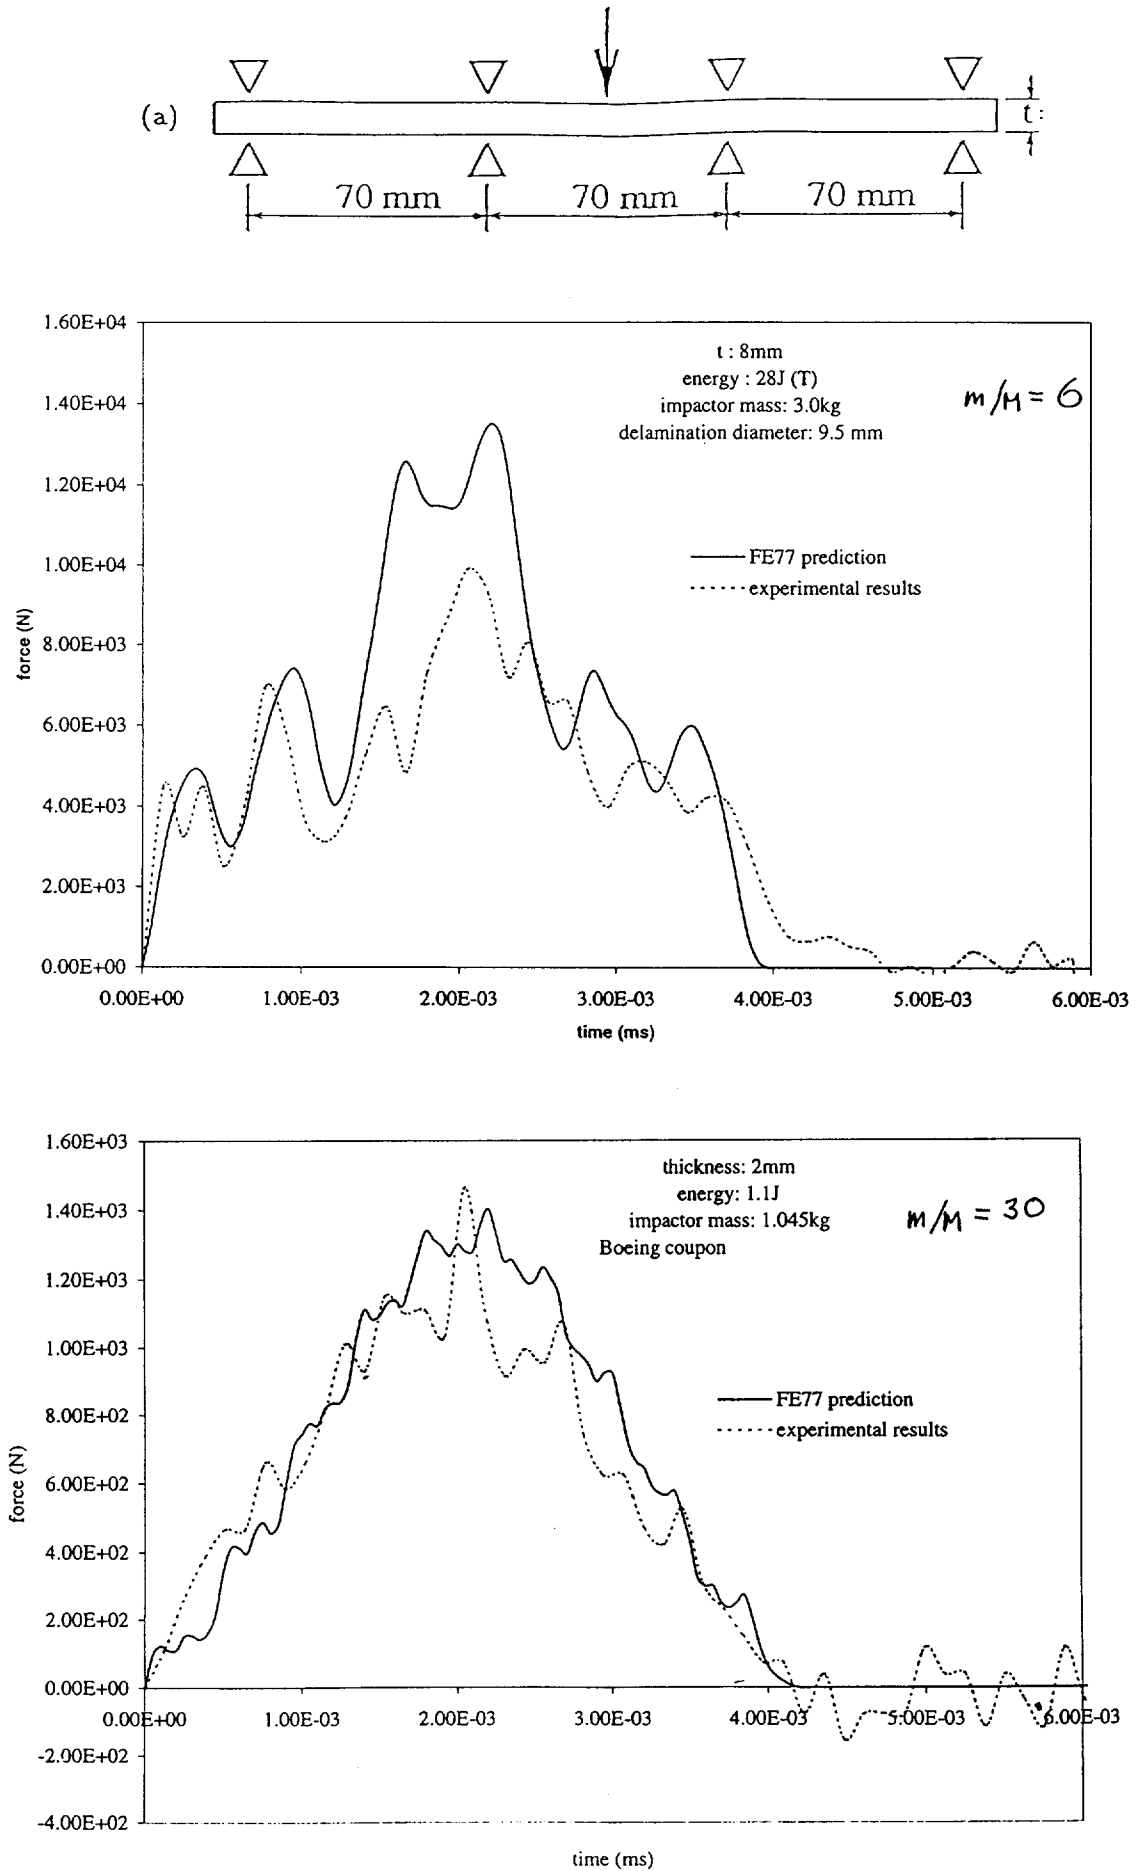 (a)
t:
70 mm 70 mm 70 mm
1.60E+04
1.40E+04
1.20E+04
1.00E+04
8.00E+03
6.00E+03
4.00E+03
2.00E+03
0.00E+00
force (N)
t : 8mm
energy : 28J (T)
impactor mass: 3.0kg
delamination diameter: 9.5 mm
m/M = 6
FE77 prediction
experimental results
0.00E+00 1.00E-03 2.00E-03 3.00E-03 4.00E-03 5.00E-03 6.00E-03
time (ms)
1.60E+03
1.40E+03
1.20E+03
1.00E+03
8.00E+02
6.00E+02
4.00E+02
2.00E+02
0.00E+00
-2.00E+02
-4.00E+02
force (N)
thickness: 2mm
energy: 1.1J
impactor mass: 1.045kg
Boeing coupon
m/M = 30
FE77 prediction
experimental results
0.00E+00 1.00E-03 2.00E-03 3.00E-03 4.00E-03 5.00E-03 6.00E-03
time (ms)